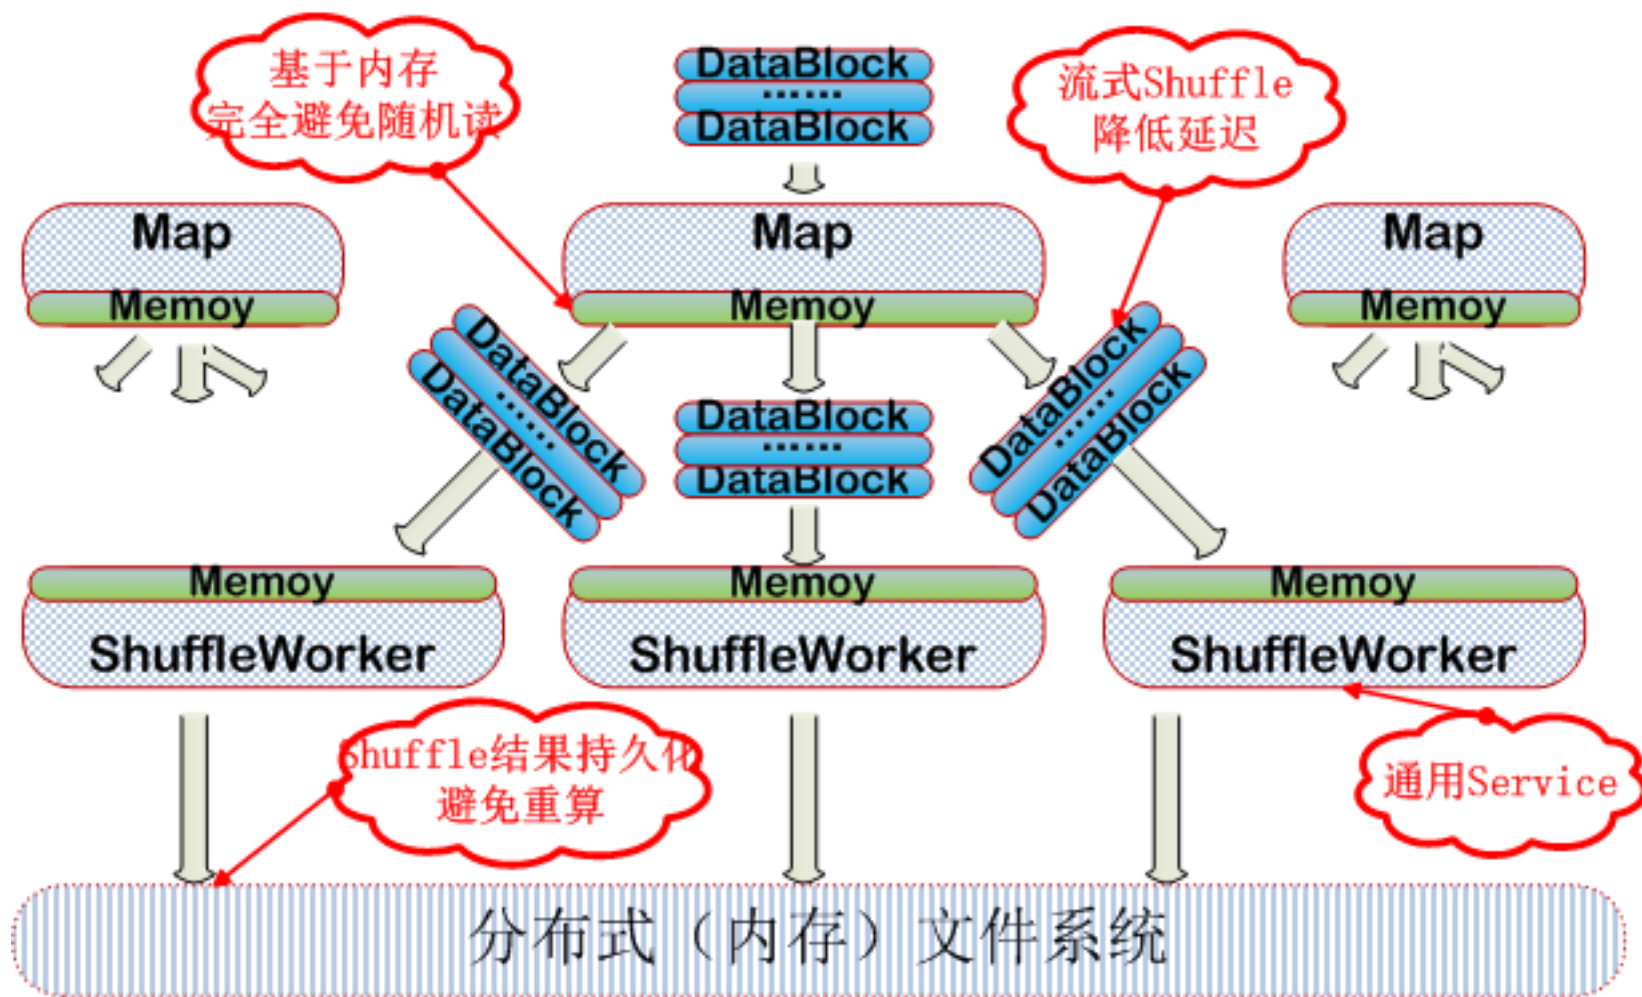 基于内存
完全避免随机读
DataBlock
......
DataBlock
流式Shuffle
降低延迟
Map
Memoy
Map
Memoy
Map
Memoy
DataBlock
......
DataBlock
DataBlock
......
DataBlock
DataBlock
......
DataBlock
Memoy
ShuffleWorker
Memoy
ShuffleWorker
Memoy
ShuffleWorker
Shuffle结果持久化
避免重算
通用Service
分布式（内存）文件系统